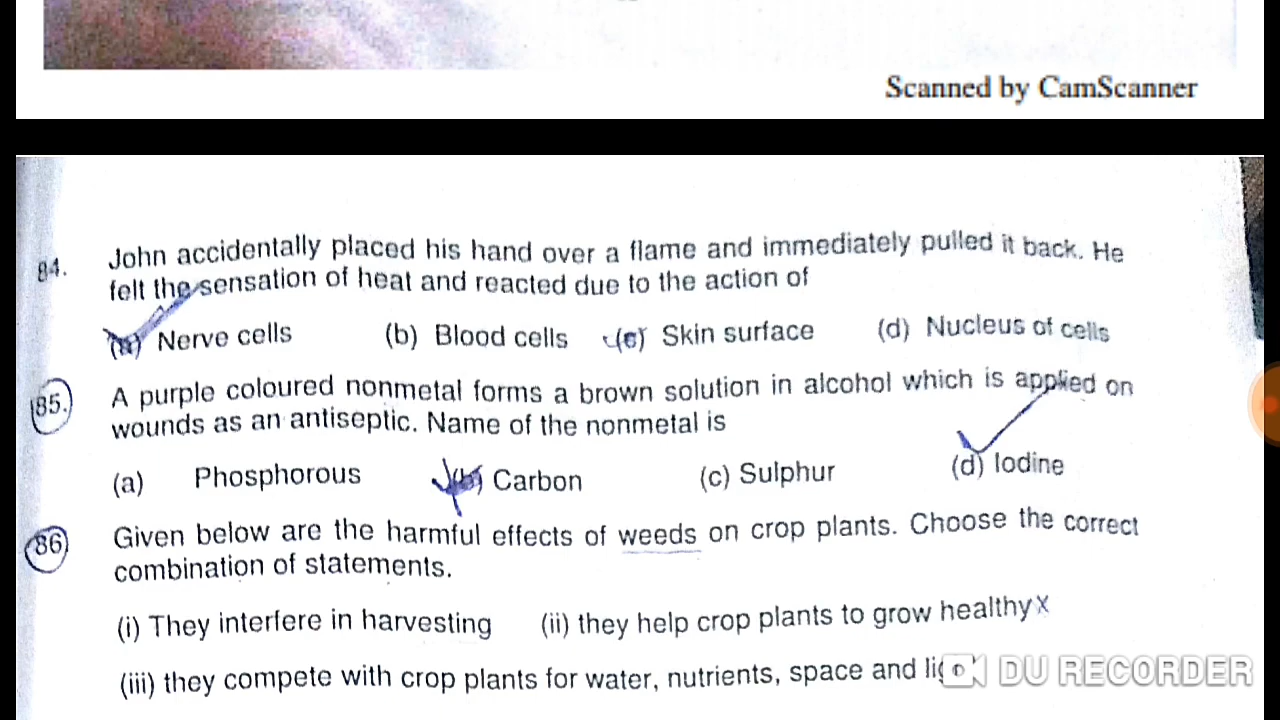 Scanned by CamScanner
84. John accidentally placed his hand over a flame and immediately pulled it back. He
felt the sensation of heat and reacted due to the action of
(a) Nerve cells (b) Blood cells (c) Skin surface (d) Nucleus of cells
85. A purple coloured nonmetal forms a brown solution in alcohol which is applied on
wounds as an antiseptic. Name of the nonmetal is
(a) Phosphorous (b) Carbon (c) Sulphur (d) Iodine
86 Given below are the harmful effects of weeds on crop plants. Choose the correct
combination of statements.
(i) They interfere in harvesting (ii) they help crop plants to grow healthy x
(iii) they compete with crop plants for water, nutrients, space and
DU RECORDER